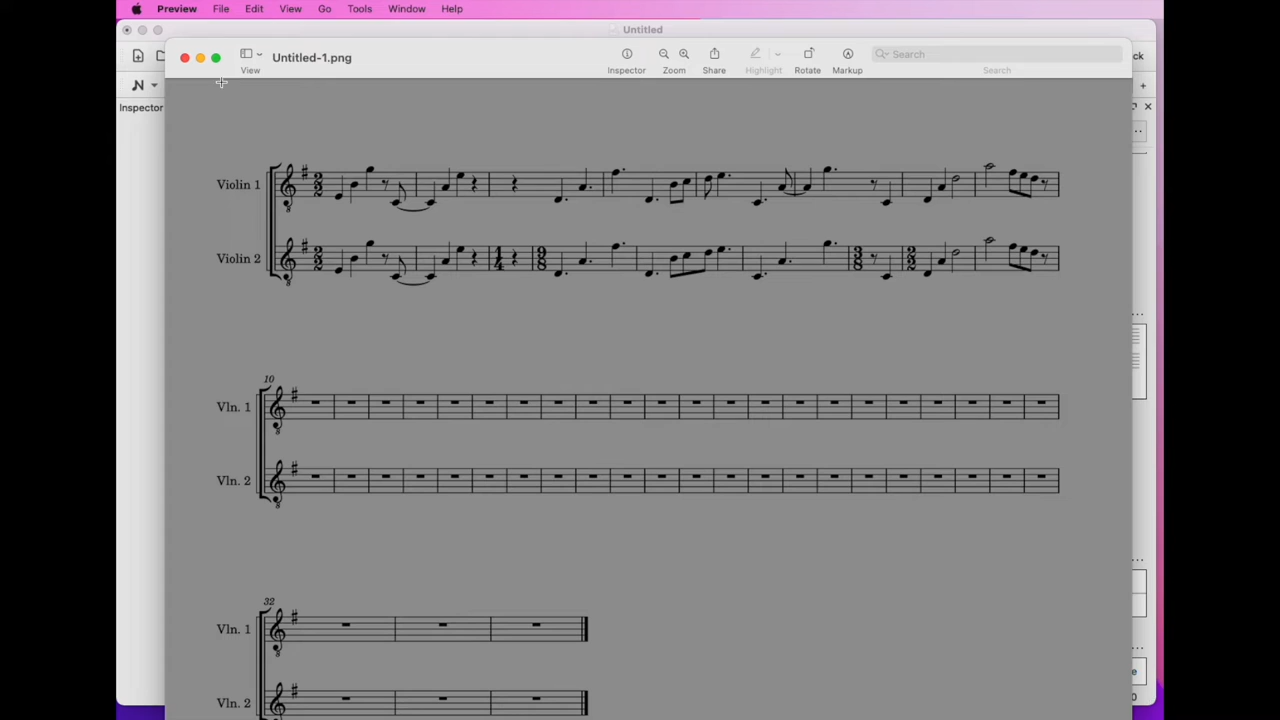 Preview File Edit View Go Tools Window Help
Untitled
Untitled-1.png
Search
View Inspector Zoom Share Highlight Rotate Markup Search
Inspector
Violin 1
Violin 2
10
Vln. 1
Vln. 2
32
Vln. 1
Vln. 2